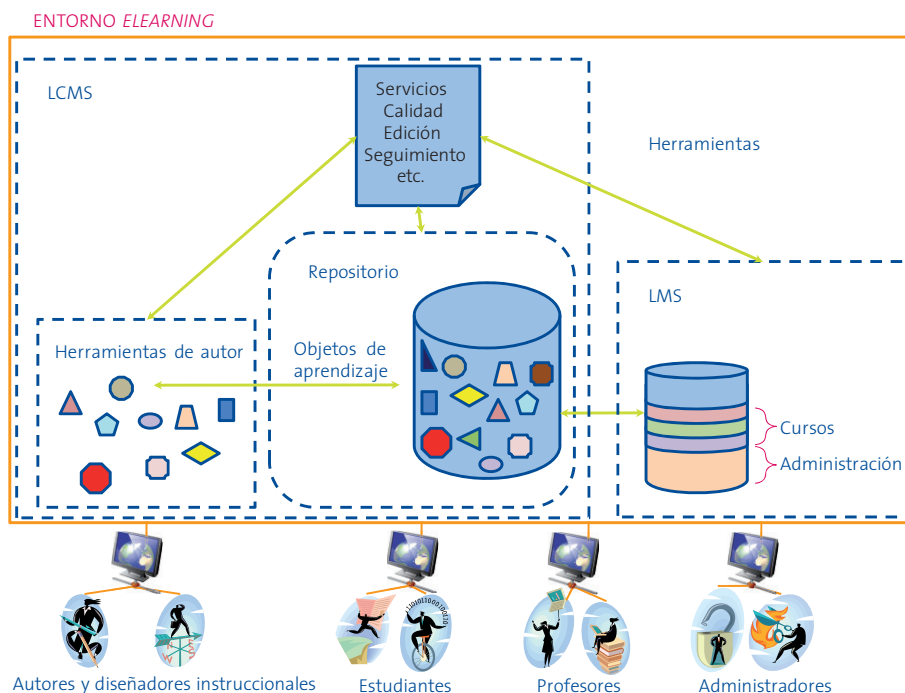 ENTORNO ELEARNING
LCMS
Servicios
Calidad
Edición
Seguimiento
etc.
Herramientas
Repositorio
LMS
Herramientas de autor
Objetos de
aprendizaje
Cursos
Administración
Autores y diseñadores instruccionales
Estudiantes
Profesores
Administradores